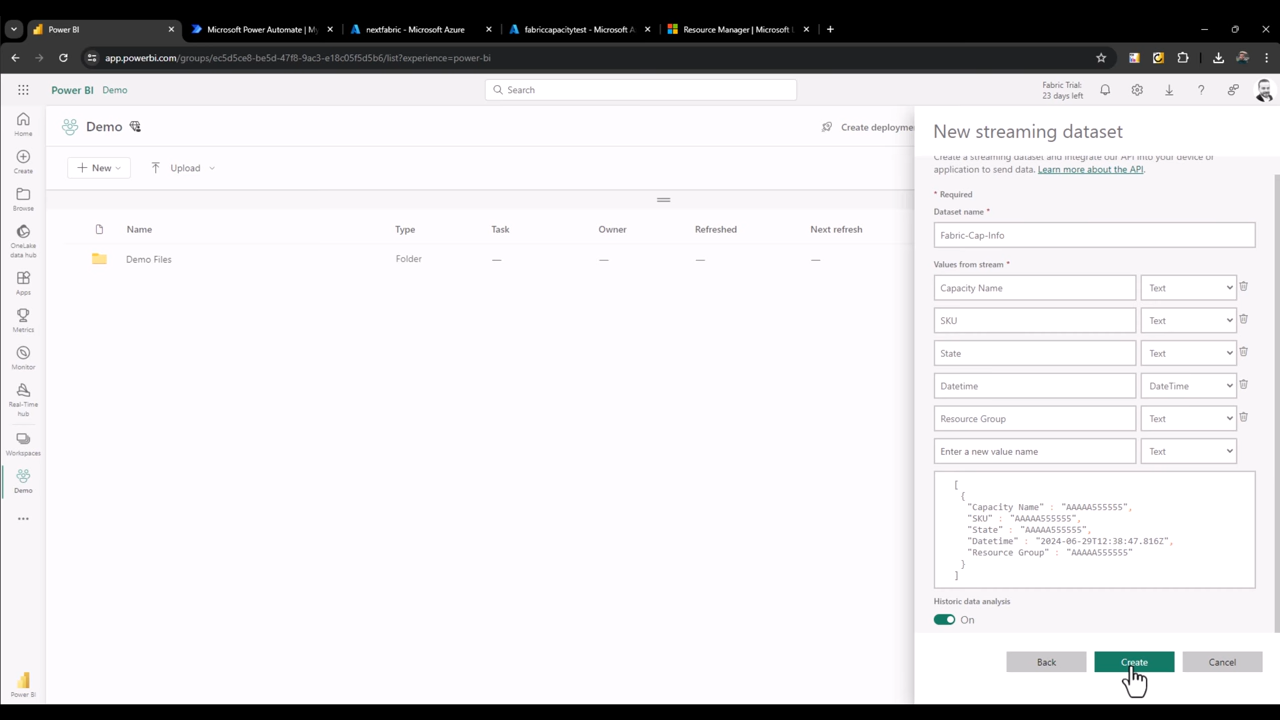 Power BI
Microsoft Power Automate | M
nextfabric - Microsoft Azure
fabriccapacitytest - Microsoft A
Resource Manager | Microsoft L
app.powerbi.com/groups/ec5d5ce8-be5d-47f8-9ac3-e18c05f5d5b6/list?experience=power-bi
Power BI Demo
Search
Fabric Trial:
23 days left
Home
Create
Browse
OneLake
data hub
Apps
Metrics
Monitor
Real-Time
hub
Workspaces
Demo
Power BI
Demo
Create deployme
New
Upload
Name Type Task Owner Refreshed Next refresh
Demo Files Folder — — — —
New streaming dataset
Create a streaming dataset and integrate our API into your device or
application to send data. Learn more about the API.
* Required
Dataset name *
Fabric-Cap-Info
Values from stream *
Capacity Name Text
SKU Text
State Text
Datetime DateTime
Resource Group Text
Enter a new value name Text
[
{
"Capacity Name" : "AAAAA555555",
"SKU" : "AAAAA555555",
"State" : "AAAAA555555",
"Datetime" : "2024-06-29T12:38:47.816Z",
"Resource Group" : "AAAAA555555"
}
]
Historic data analysis
On
Back Create Cancel